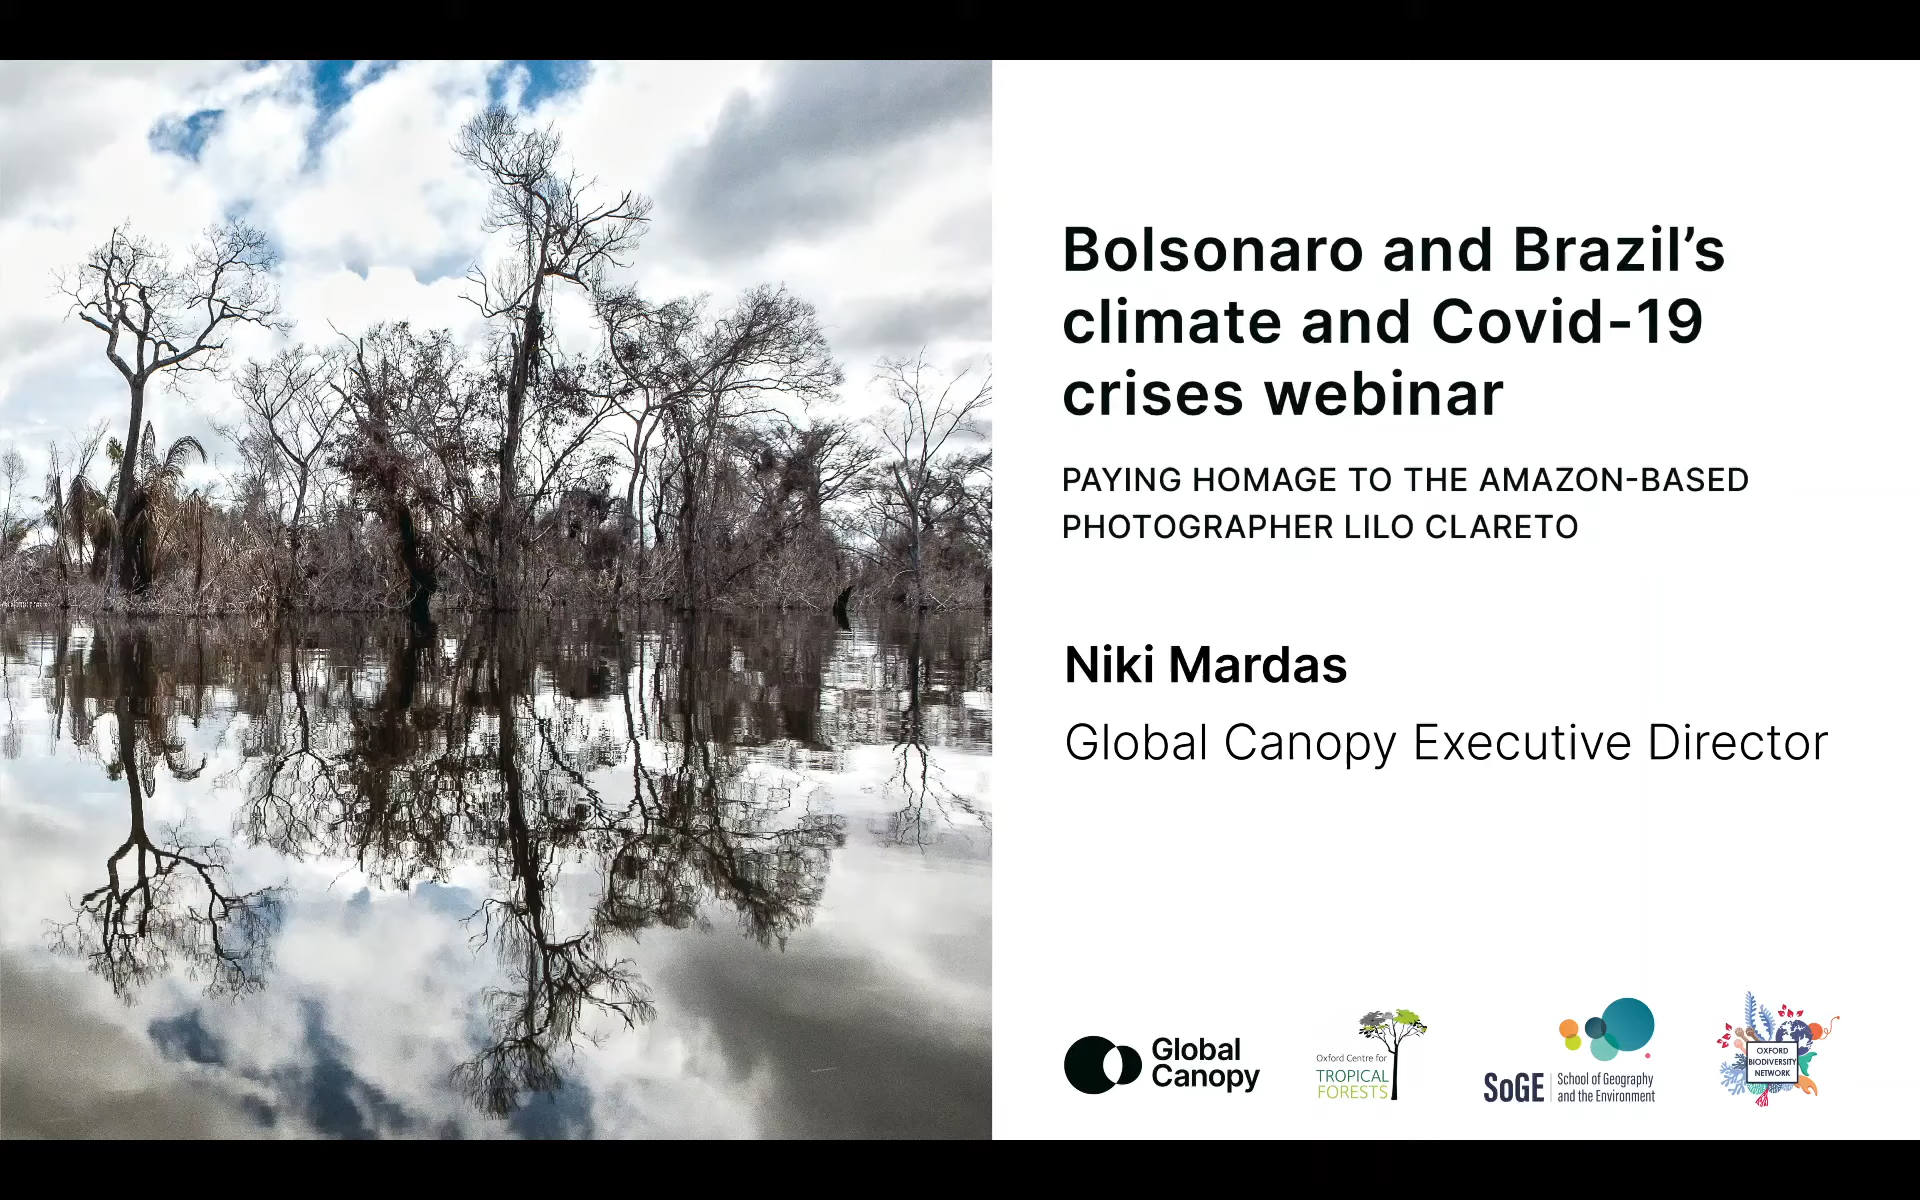 Bolsonaro and Brazil’s
climate and Covid-19
crises webinar
PAYING HOMAGE TO THE AMAZON-BASED
PHOTOGRAPHER LILO CLARETO
Niki Mardas
Global Canopy Executive Director
Global
Canopy
Oxford Centre for
TROPICAL
FORESTS
SoGE
School of Geography
and the Environment
OXFORD
BIODIVERSITY
NETWORK